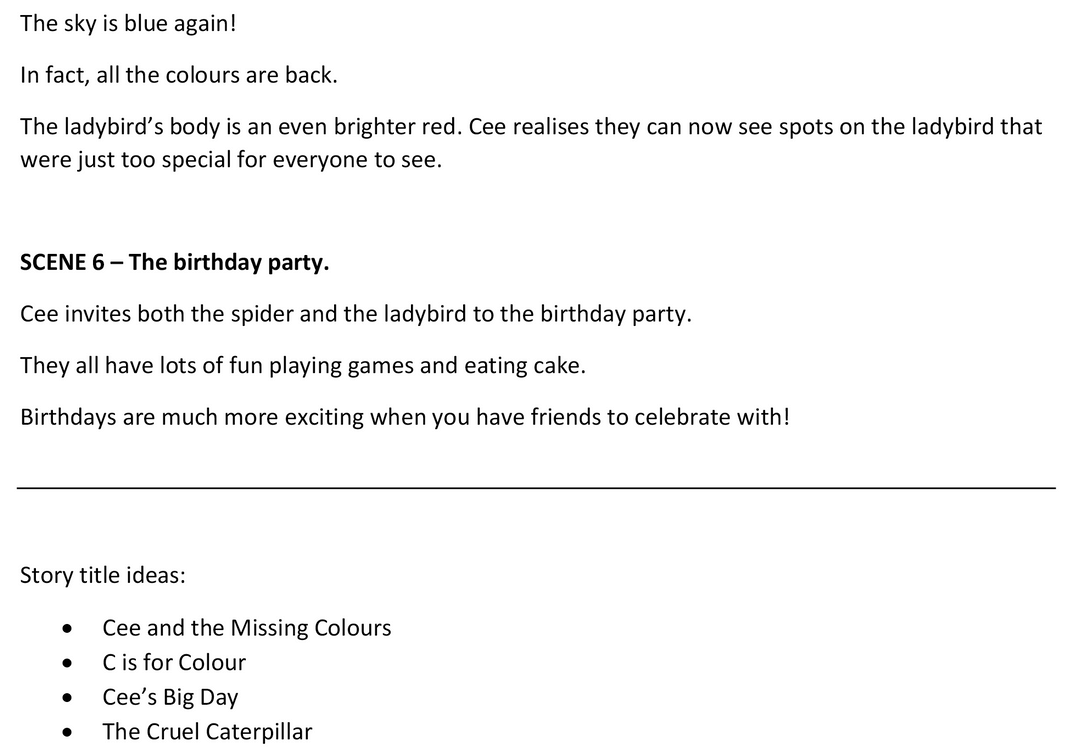 The sky is blue again!
In fact, all the colours are back.
The ladybird’s body is an even brighter red. Cee realises they can now see spots on the ladybird that
were just too special for everyone to see.
SCENE 6 – The birthday party.
Cee invites both the spider and the ladybird to the birthday party.
They all have lots of fun playing games and eating cake.
Birthdays are much more exciting when you have friends to celebrate with!
Story title ideas:
• Cee and the Missing Colours
• C is for Colour
• Cee’s Big Day
• The Cruel Caterpillar